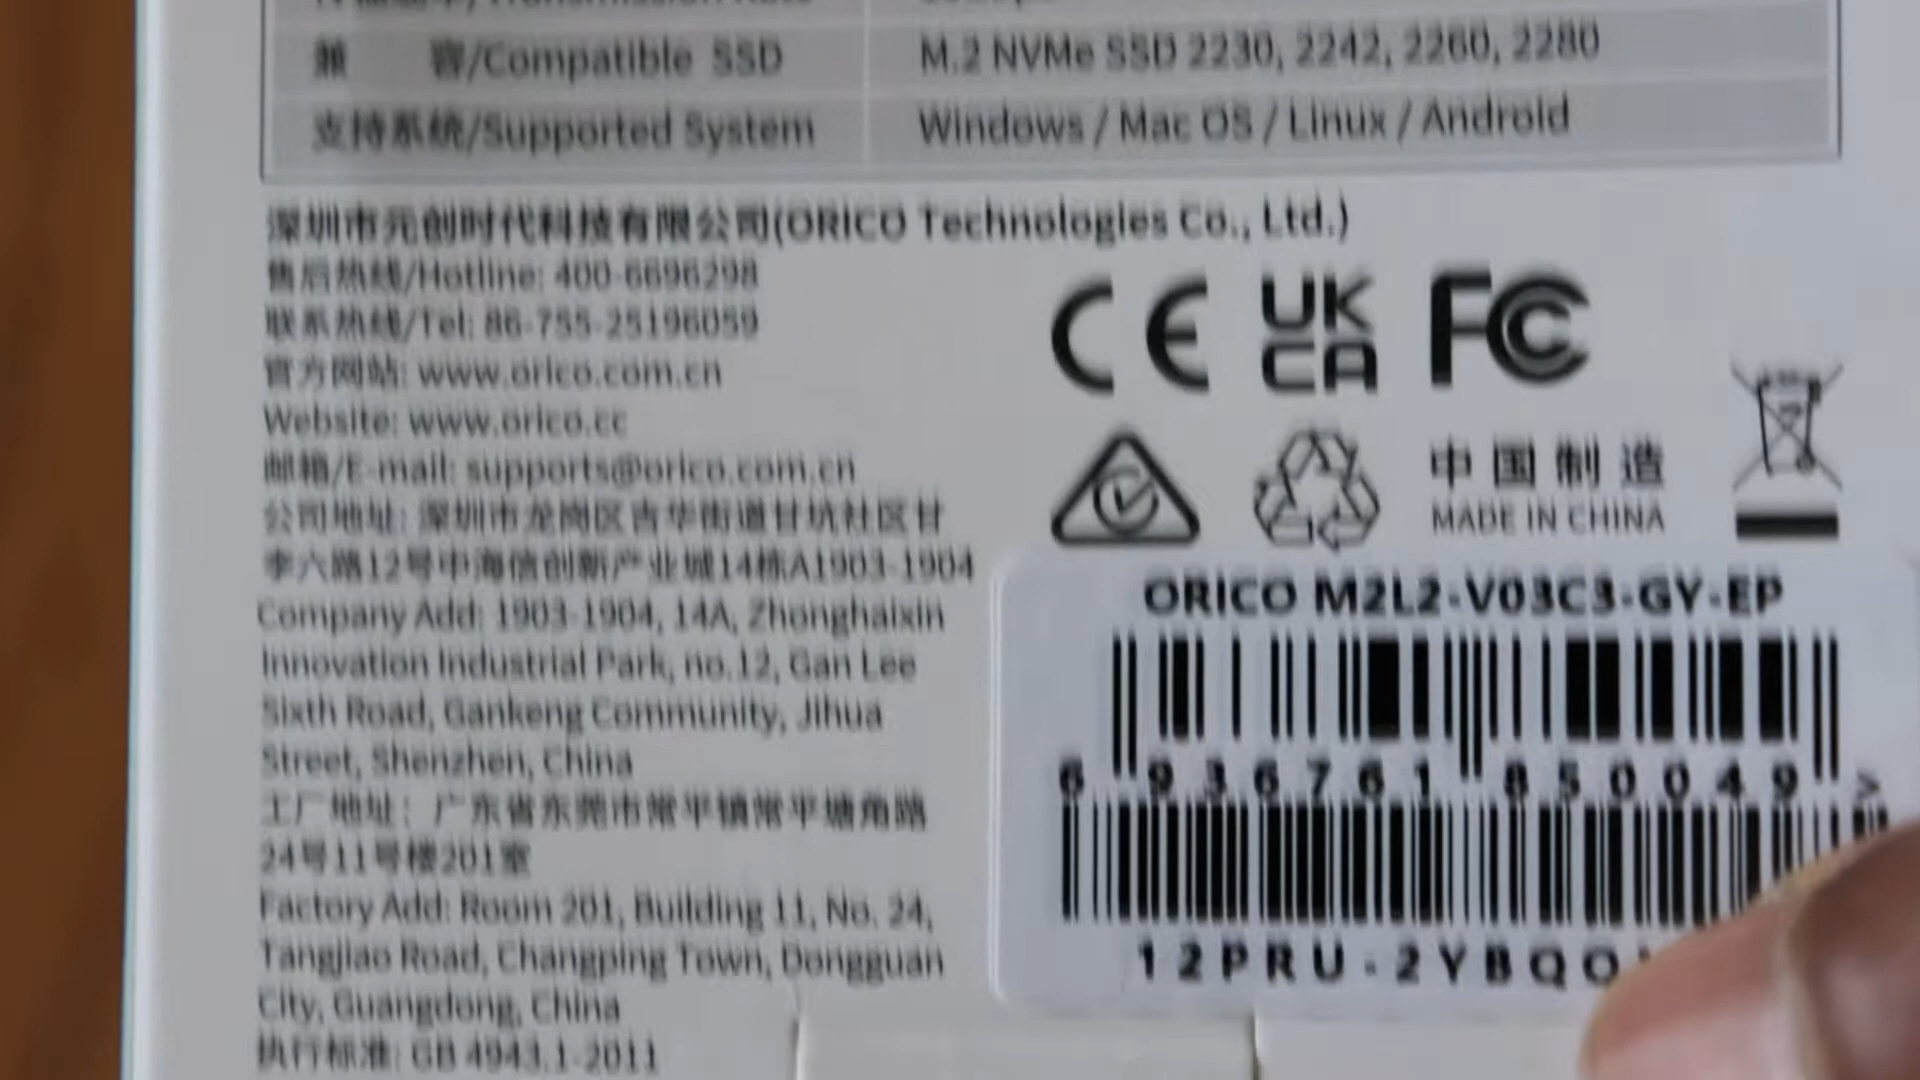 /Transmission Rate
兼 容/Compatible SSD M.2 NVMe SSD 2230, 2242, 2260, 2280
支持系统/Supported System Windows / Mac OS / Linux / Android
深圳市元创时代科技有限公司(ORICO Technologies Co., Ltd.)
售后热线/Hotline: 400-6696298
联系热线/Tel: 86-755-25196059
官方网站: www.orico.com.cn
Website: www.orico.cc
邮箱/E-mail: supports@orico.com.cn
公司地址: 深圳市龙岗区吉华街道甘坑社区甘
李六路12号中海信创新产业城14栋A1903-1904
Company Add: 1903-1904, 14A, Zhonghaixin
Innovation Industrial Park, no.12, Gan Lee
Sixth Road, Gankeng Community, Jihua
Street, Shenzhen, China
工厂地址: 广东省东莞市常平镇常平塘角路
24号11号楼201室
Factory Add: Room 201, Building 11, No. 24,
Tangjiao Road, Changping Town, Dongguan
City, Guangdong, China
执行标准: GB 4943.1-2011
CE UK CA FC
中国制造
MADE IN CHINA
ORICO M2L2-V03C3-GY-EP
6 936761 850049 >
12PRU-2YBQO